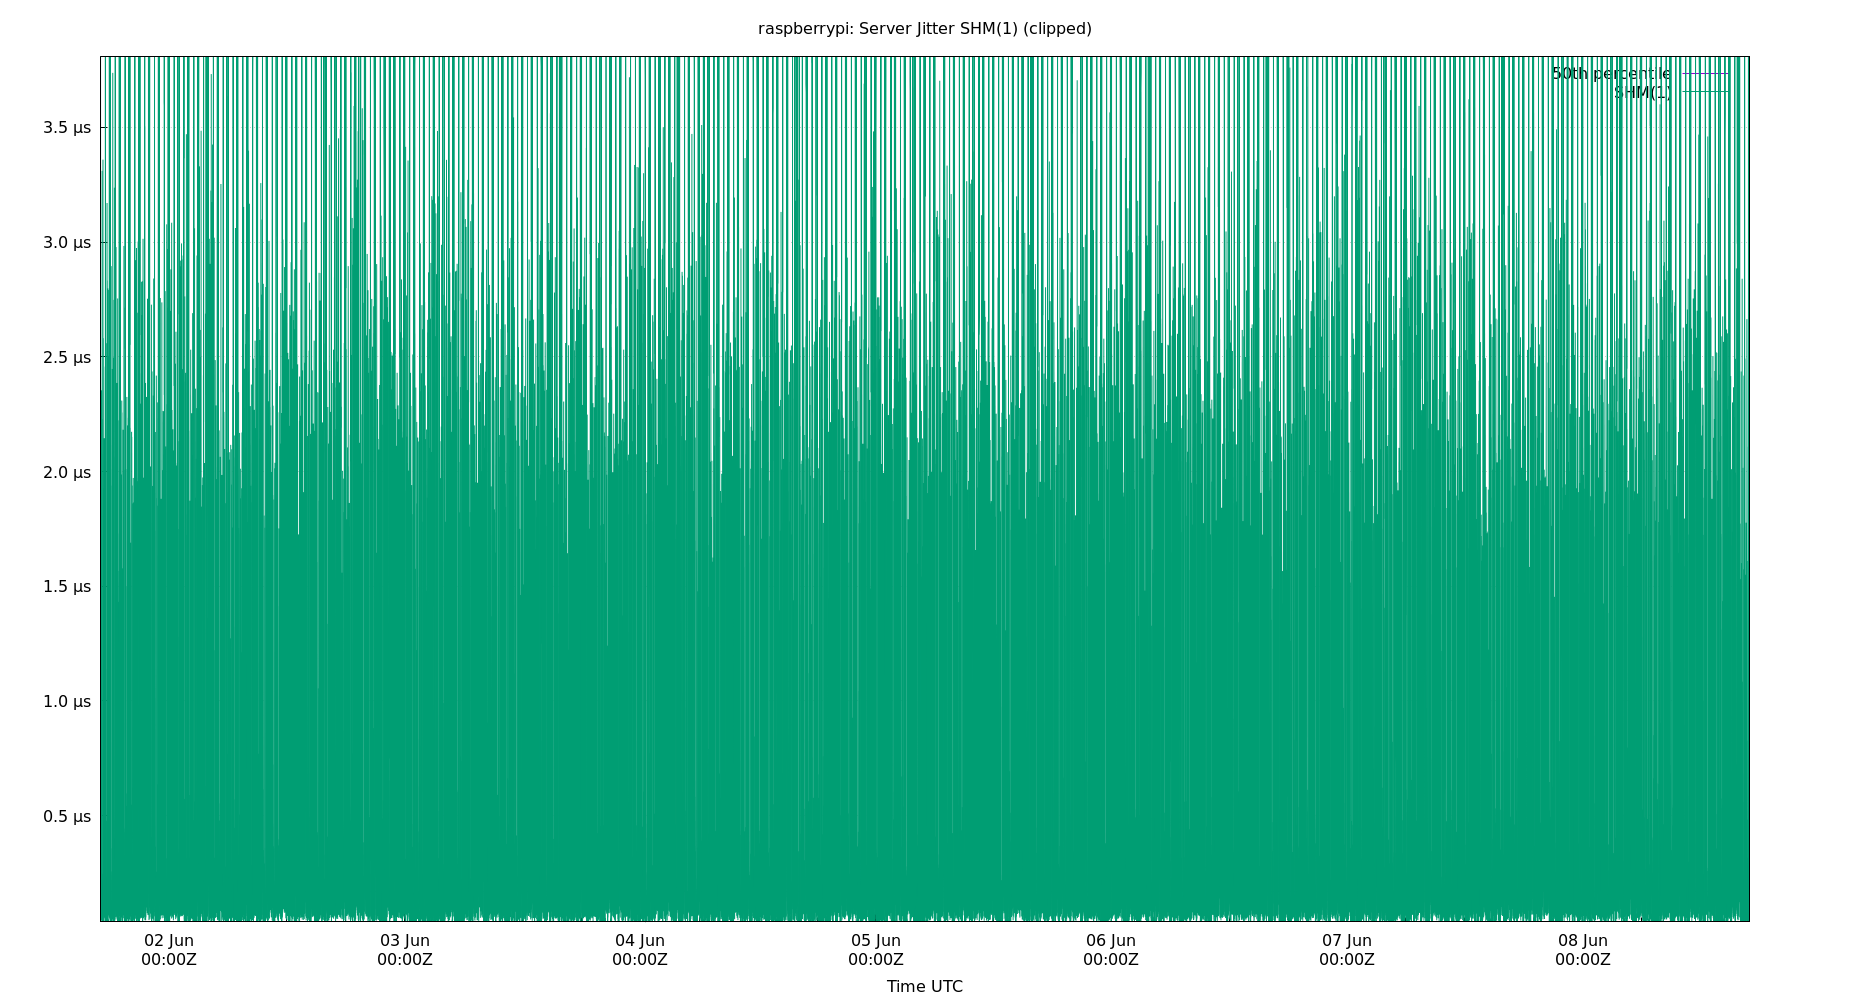 raspberrypi: Server Jitter SHM(1) (clipped)
50th percentile
SHM(1)
3.5 µs
3.0 µs
2.5 µs
2.0 µs
1.5 µs
1.0 µs
0.5 µs
02 Jun 03 Jun 04 Jun 05 Jun 06 Jun 07 Jun 08 Jun
00:00Z 00:00Z 00:00Z 00:00Z 00:00Z 00:00Z 00:00Z
Time UTC